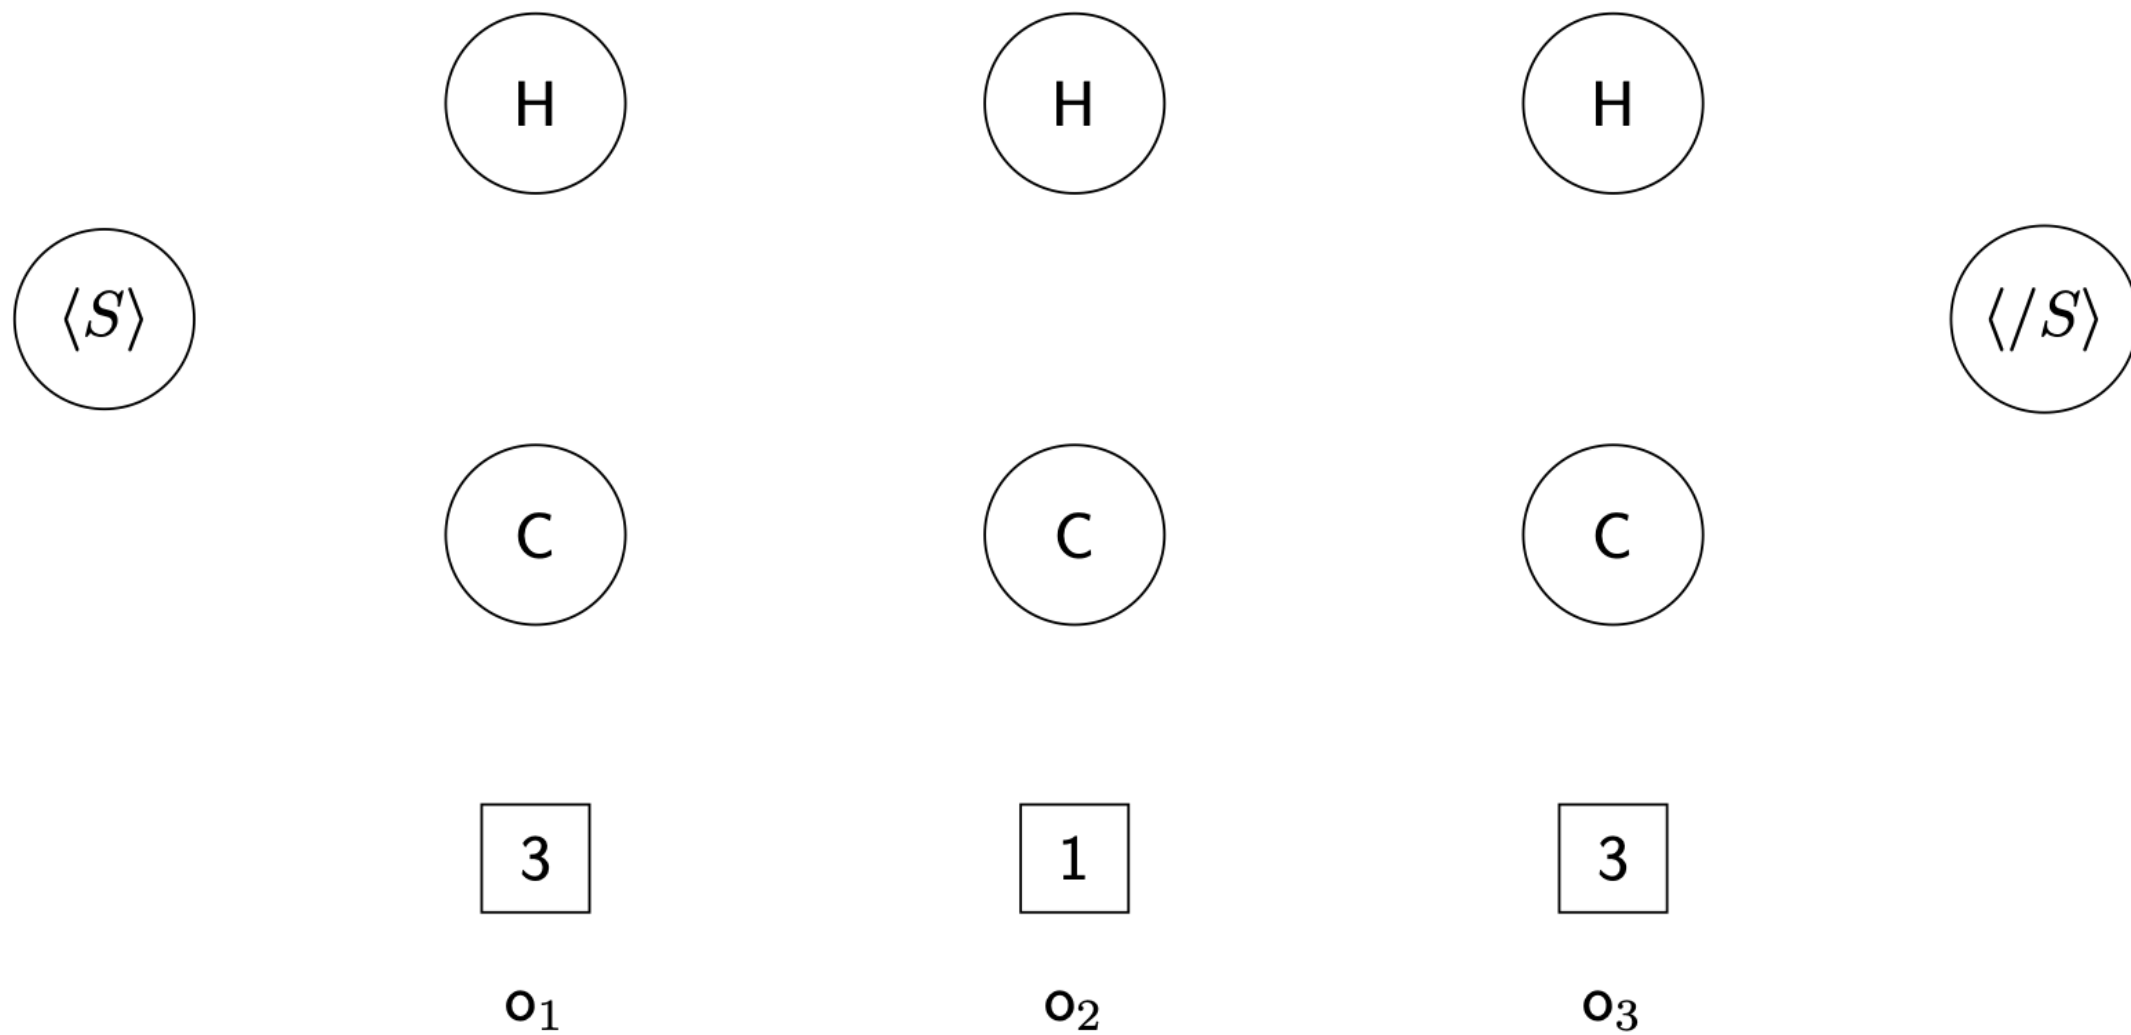 H H H
⟨S⟩ ⟨/S⟩
C C C
3 1 3
o₁ o₂ o₃